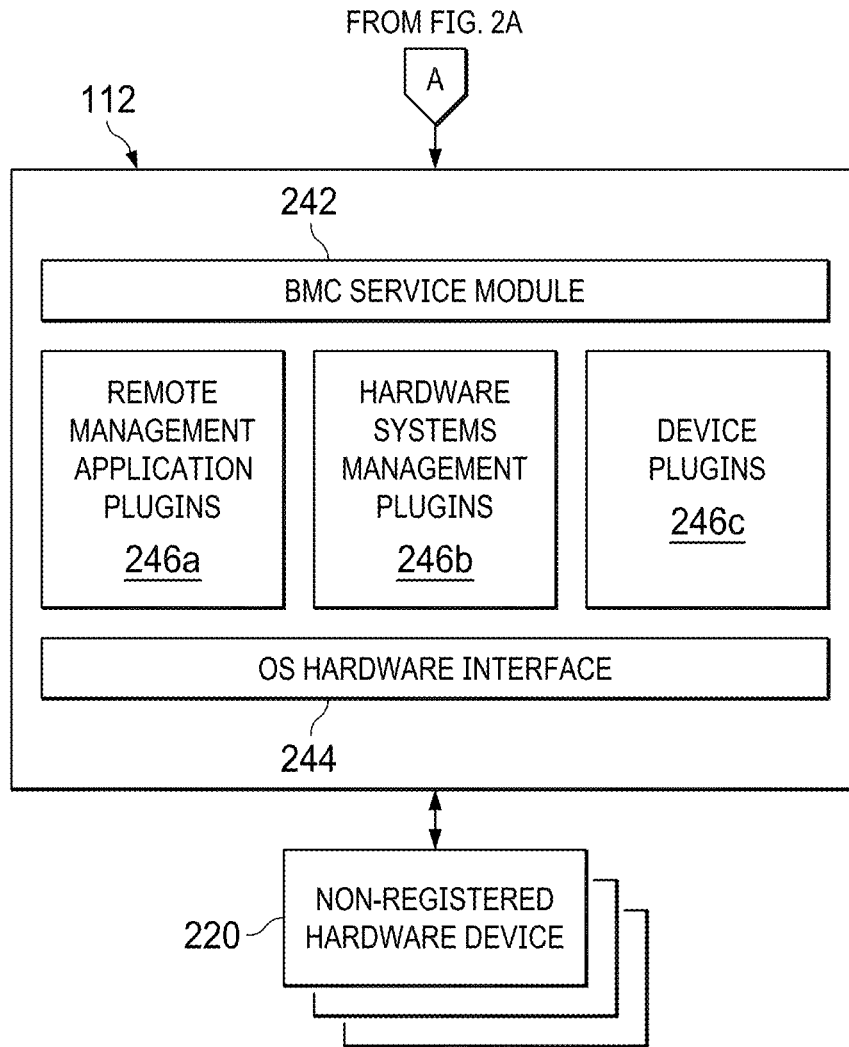 FROM FIG. 2A
A
112
242
BMC SERVICE MODULE
REMOTE
MANAGEMENT
APPLICATION
PLUGINS
246a
HARDWARE
SYSTEMS
MANAGEMENT
PLUGINS
246b
DEVICE
PLUGINS
246c
OS HARDWARE INTERFACE
244
220
NON-REGISTERED
HARDWARE DEVICE